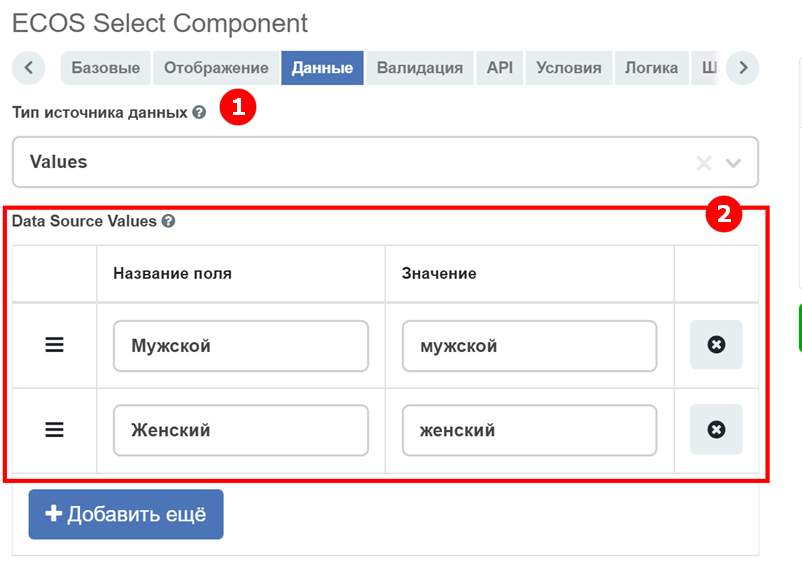 ECOS Select Component
Базовые Отображение Данные Валидация API Условия Логика Ш
Тип источника данных 1
Values
2
Data Source Values
Название поля Значение
Мужской мужской
Женский женский
Добавить ещё